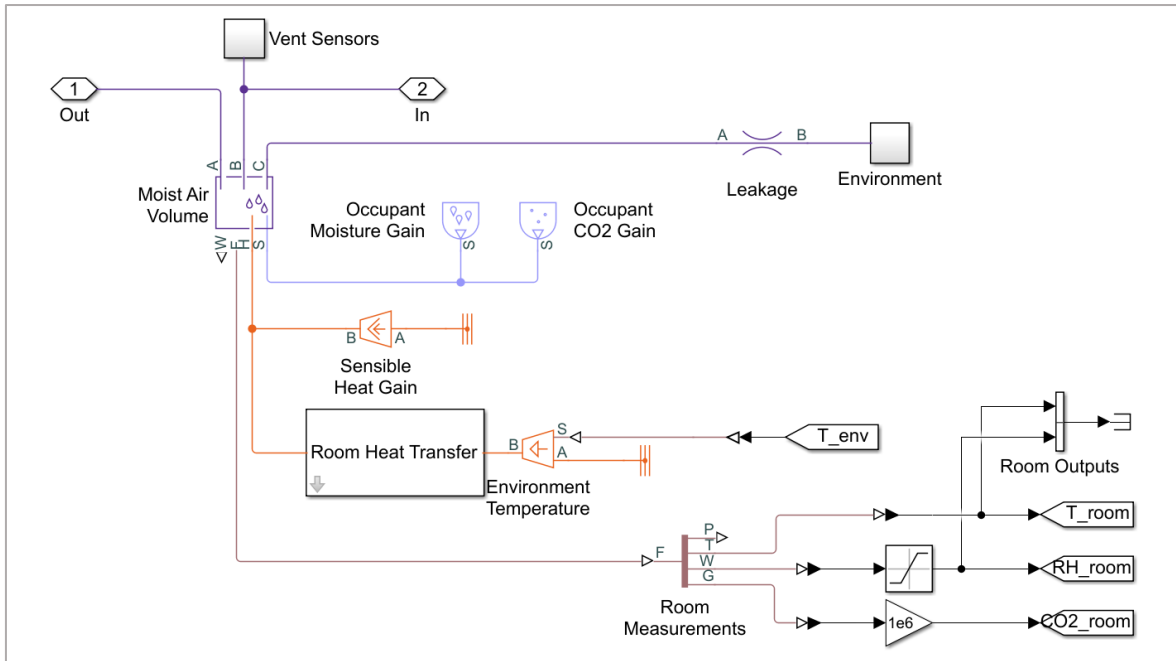 Vent Sensors
1
Out
2
In
A
B
C
A
B
Leakage
Environment
Moist Air
Volume
W
F
H
S
Occupant
Moisture Gain
S
Occupant
CO2 Gain
S
B
A
Sensible
Heat Gain
Room Heat Transfer
B
S
A
Environment
Temperature
T_env
Room Outputs
F
P
T
W
G
Room
Measurements
1e6
T_room
RH_room
CO2_room